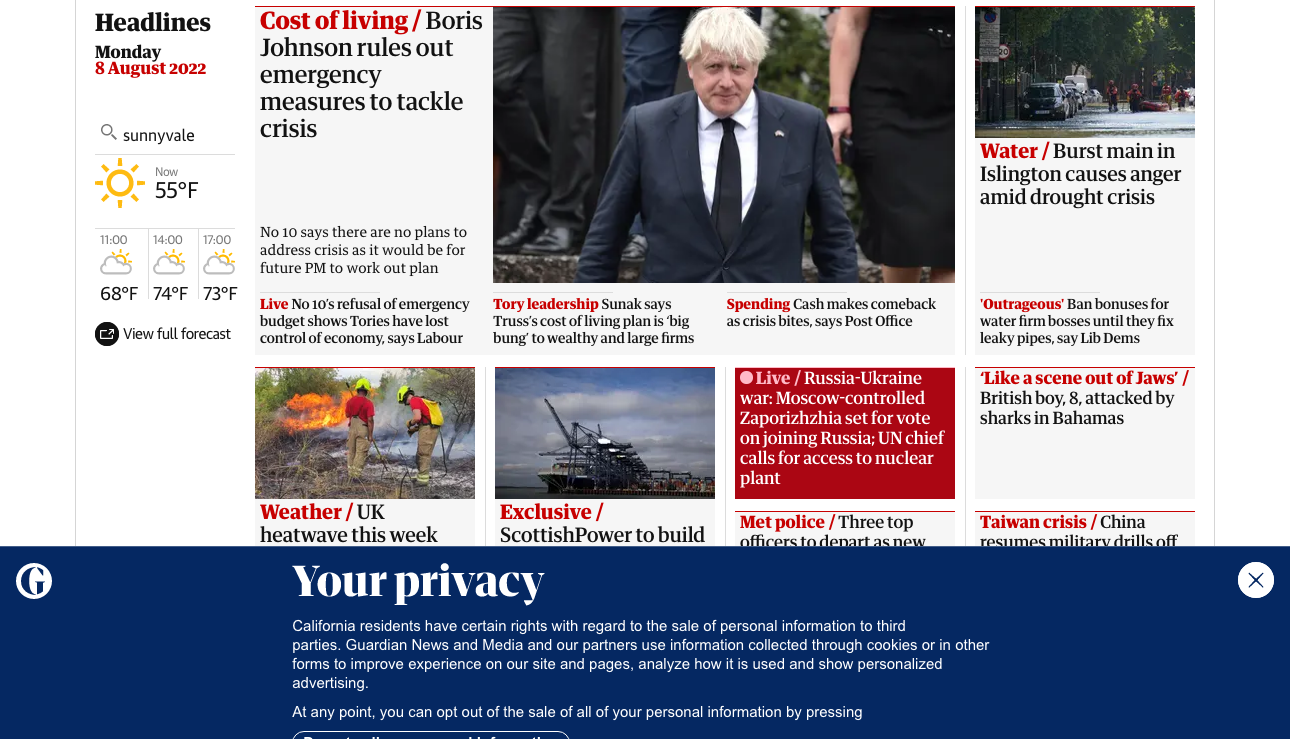 Headlines
Monday
8 August 2022
sunnyvale
Now
55°F
11:00
68°F
14:00
74°F
17:00
73°F
View full forecast
Cost of living / Boris
Johnson rules out
emergency
measures to tackle
crisis
No 10 says there are no plans to
address crisis as it would be for
future PM to work out plan
Live No 10's refusal of emergency
budget shows Tories have lost
control of economy, says Labour
Tory leadership Sunak says
Truss's cost of living plan is 'big
bung' to wealthy and large firms
Spending Cash makes comeback
as crisis bites, says Post Office
Water / Burst main in
Islington causes anger
amid drought crisis
'Outrageous' Ban bonuses for
water firm bosses until they fix
leaky pipes, say Lib Dems
Weather / UK
heatwave this week
Exclusive /
ScottishPower to build
Live / Russia-Ukraine
war: Moscow-controlled
Zaporizhzhia set for vote
on joining Russia; UN chief
calls for access to nuclear
plant
Met police / Three top
officers to depart as new
'Like a scene out of Jaws' /
British boy, 8, attacked by
sharks in Bahamas
Taiwan crisis / China
resumes military drills off
Your privacy
California residents have certain rights with regard to the sale of personal information to third
parties. Guardian News and Media and our partners use information collected through cookies or in other
forms to improve experience on our site and pages, analyze how it is used and show personalized
advertising.
At any point, you can opt out of the sale of all of your personal information by pressing